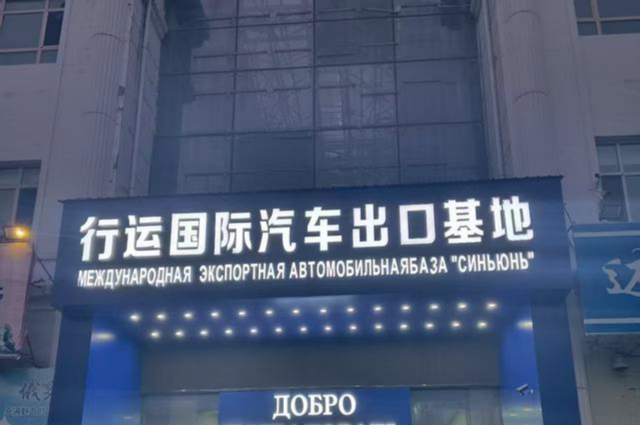 行运国际汽车出口基地
МЕЖДУНАРОДНАЯ ЭКСПОРТНАЯ АВТОМОБИЛЬНАЯБАЗА "СИНЬЮНЬ"
ДОБРО